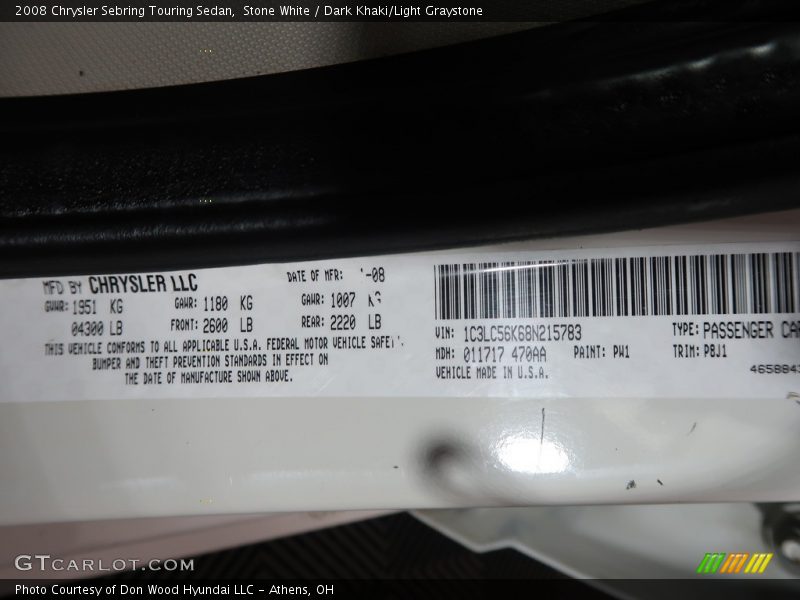 2008 Chrysler Sebring Touring Sedan,  Stone White / Dark Khaki/Light Graystone
MFD BY CHRYSLER LLC
DATE OF MFR: -08
GVWR: 1951 KG
GAWR: 1180 KG
GAWR: 1007 KG
04300 LB
FRONT: 2600 LB
REAR: 2220 LB
THIS VEHICLE CONFORMS TO ALL APPLICABLE U.S.A. FEDERAL MOTOR VEHICLE
BUMPER AND THEFT PREVENTION STANDARDS IN EFFECT ON
THE DATE OF MANUFACTURE SHOWN ABOVE.
VIN: 1C3LC56K68N215783
TYPE: PASSENGER CAR
MDH: 011717 470AA
PAINT: PW1
TRIM: PBJ1
VEHICLE MADE IN U.S.A.
GTCARLOT.COM
Photo Courtesy of Don Wood Hyundai LLC - Athens, OH